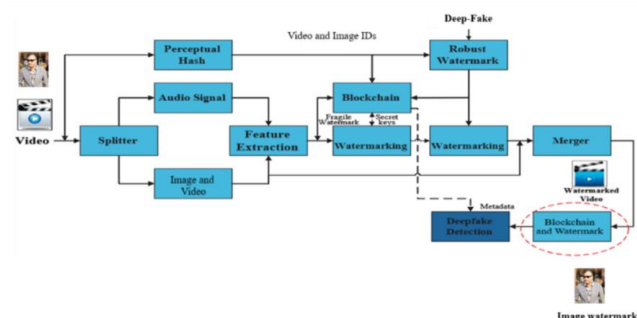 Deep-Fake
Video and Image IDs
Perceptual
Hash
Robust
Watermark
Audio Signal
Blockchain
Fragile
Watermark
Secret
keys
Video
Splitter
Feature
Extraction
Watermarking
Watermarking
Merger
Image and
Video
Watermarked
Video
Metadata
Deepfake
Detection
Blockchain
and Watermark
Image watermark